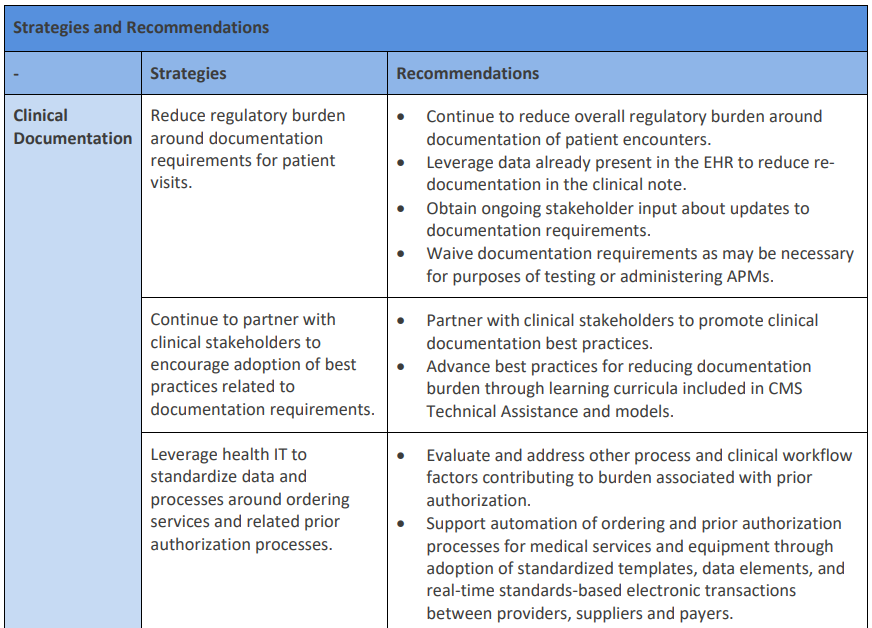 Strategies and Recommendations
-
Strategies
Recommendations
Clinical
Documentation
Reduce regulatory burden
around documentation
requirements for patient
visits.
• Continue to reduce overall regulatory burden around
documentation of patient encounters.
• Leverage data already present in the EHR to reduce re-
documentation in the clinical note.
• Obtain ongoing stakeholder input about updates to
documentation requirements.
• Waive documentation requirements as may be necessary
for purposes of testing or administering APMs.
Continue to partner with
clinical stakeholders to
encourage adoption of best
practices related to
documentation requirements.
• Partner with clinical stakeholders to promote clinical
documentation best practices.
• Advance best practices for reducing documentation
burden through learning curricula included in CMS
Technical Assistance and models.
Leverage health IT to
standardize data and
processes around ordering
services and related prior
authorization processes.
• Evaluate and address other process and clinical workflow
factors contributing to burden associated with prior
authorization.
• Support automation of ordering and prior authorization
processes for medical services and equipment through
adoption of standardized templates, data elements, and
real-time standards-based electronic transactions
between providers, suppliers and payers.